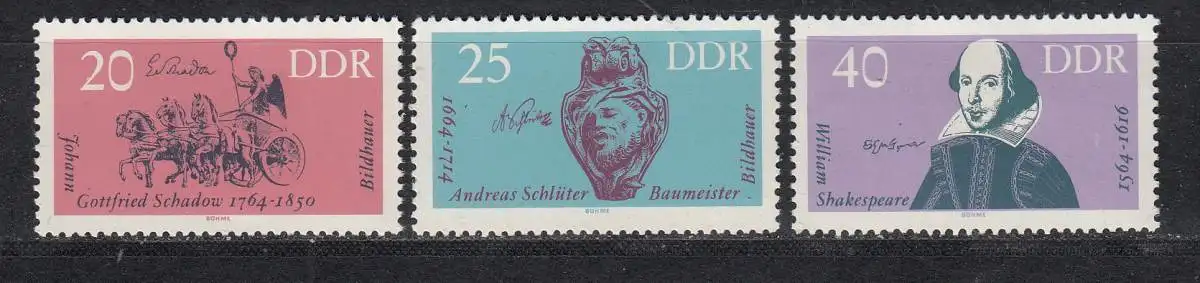 20 DDR
Johann
Gottfried Schadow 1764-1850
Bildhauer
BÖHME
25 DDR
1664-1714
Andreas Schlüter Baumeister
Bildhauer
BÖHME
40 DDR
William
Shakespeare
1564-1616
BÖHME